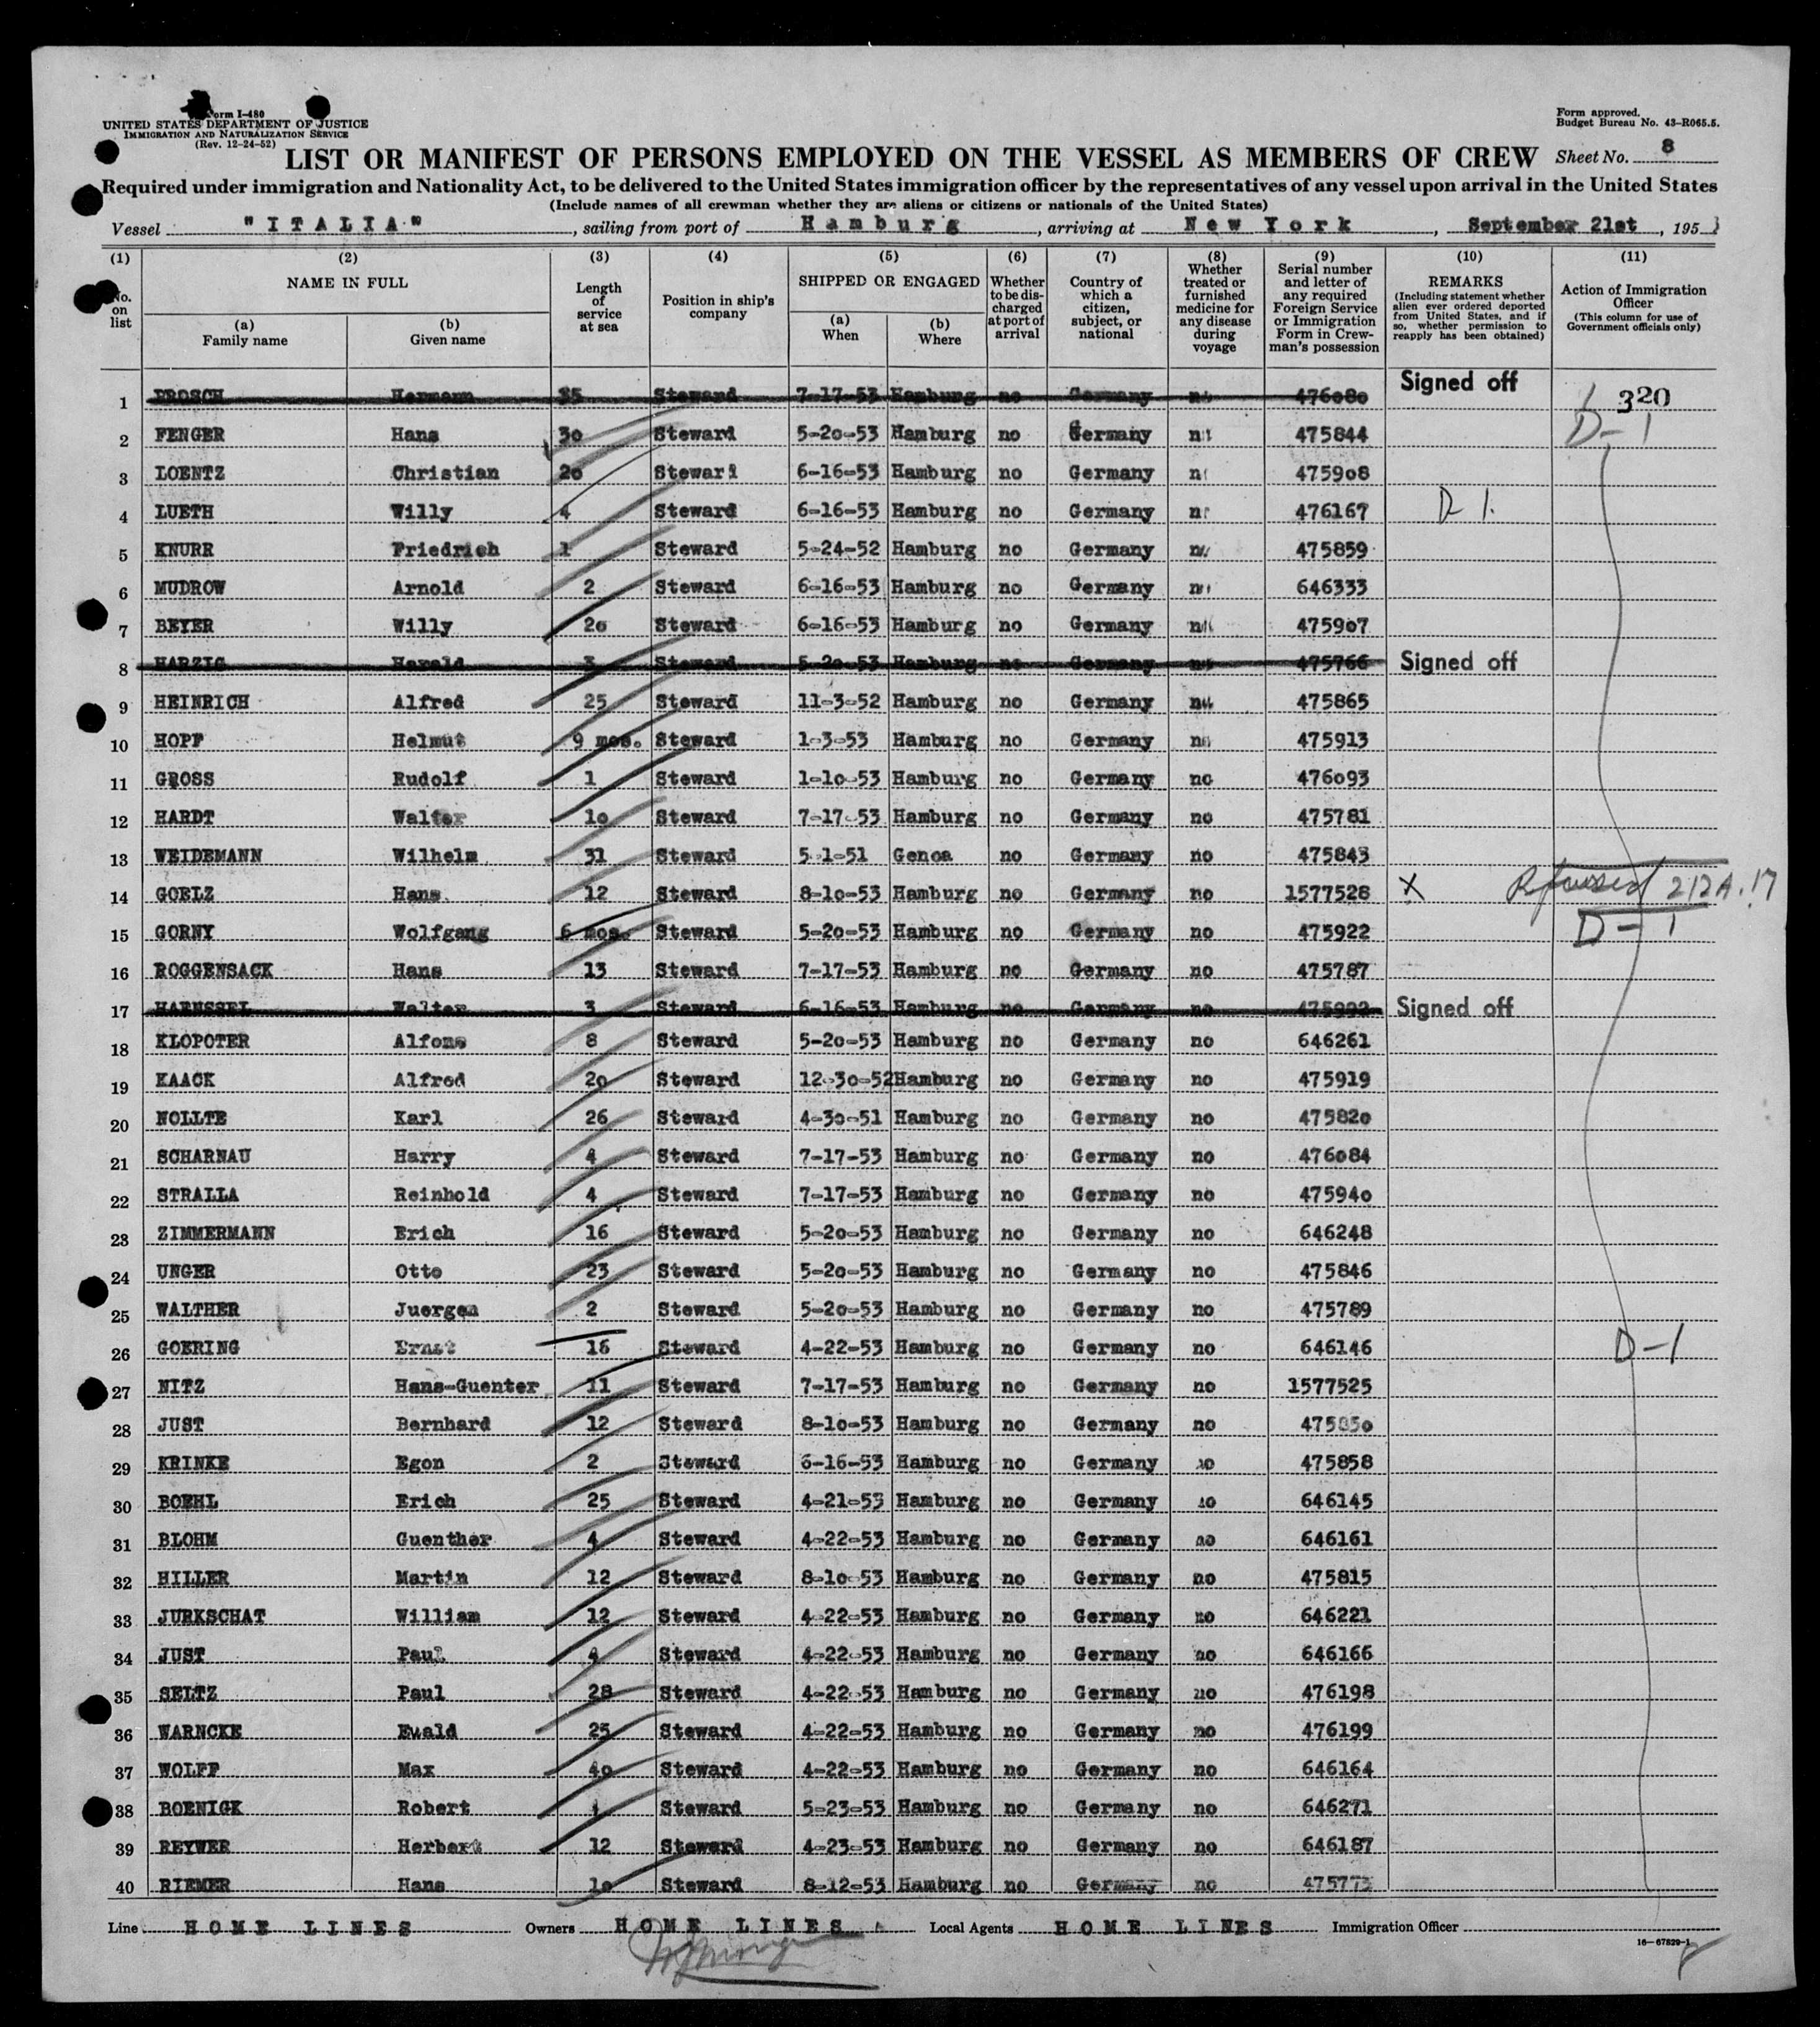 Form I-480
UNITED STATES DEPARTMENT OF JUSTICE
IMMIGRATION AND NATURALIZATION SERVICE
(Rev. 12-24-52)
Form approved.
Budget Bureau No. 43-R065.5.
LIST OR MANIFEST OF PERSONS EMPLOYED ON THE VESSEL AS MEMBERS OF CREW Sheet No. 8
Required under immigration and Nationality Act, to be delivered to the United States immigration officer by the representatives of any vessel upon arrival in the United States
(Include names of all crewman whether they are aliens or citizens or nationals of the United States)
Vessel "ITALIA", sailing from port of Hamburg, arriving at New York, September 21st, 195
(1) No. on list
(2) NAME IN FULL
(a) Family name
(b) Given name
(3) Length of service at sea
(4) Position in ship's company
(5) SHIPPED OR ENGAGED
(a) When
(b) Where
(6) Whether to be discharged at port of arrival
(7) Country of which a citizen, subject, or national
(8) Whether treated or furnished medicine for any disease during voyage
(9) Serial number and letter of any required Foreign Service or Immigration Form in Crewman's possession
(10) REMARKS (Including statement whether alien ever ordered deported from United States, and if so, whether permission to reapply has been obtained)
(11) Action of Immigration Officer (This column for use of Government officials only)
1 PROSCH Hermann 35 Steward 7-17-53 Hamburg no Germany 476080 Signed off 320
2 FENGER Hans 30 Steward 5-20-53 Hamburg no Germany 475844 D-1
3 LOENTZ Christian 20 Steward 6-16-53 Hamburg no Germany 475908
4 LUETH Willy 4 Steward 6-16-53 Hamburg no Germany 476167 D-1.
5 KNURR Friedrich 1 Steward 5-24-52 Hamburg no Germany 475859
6 MUDROW Arnold 2 Steward 6-16-53 Hamburg no Germany 646333
7 BEYER Willy 20 Steward 6-16-53 Hamburg no Germany 475907
8 HARZIG Harald 3 Steward 5-20-53 Hamburg no Germany no 475766 Signed off
9 HEINRICH Alfred 25 Steward 11-3-52 Hamburg no Germany 475865
10 HOPF Helmut 9 mos. Steward 1-3-53 Hamburg no Germany no 475913
11 GROSS Rudolf 1 Steward 1-10-53 Hamburg no Germany no 476093
12 HARDT Walter 10 Steward 7-17-53 Hamburg no Germany no 475781
13 WEIDEMANN Wilhelm 31 Steward 5-1-51 Genoa no Germany no 475843
14 GOELZ Hans 12 Steward 8-10-53 Hamburg no Germany no 1577528 X Refused 212A.17
15 GORNY Wolfgang 6 mos. Steward 5-20-53 Hamburg no Germany no 475922 D-1
16 ROGGENSACK Hans 13 Steward 7-17-53 Hamburg no Germany no 475787
17 Walter 3 Steward 6-16-53 Hamburg no Germany no Signed off
18 KLOPOTER Alfons 8 Steward 5-20-53 Hamburg no Germany no 646261
19 KAACK Alfred 20 Steward 12-30-52 Hamburg no Germany no 475919
20 NOLLTE Karl 26 Steward 4-30-51 Hamburg no Germany no 475820
21 SCHARNAU Harry 4 Steward 7-17-53 Hamburg no Germany no 476084
22 STRALLA Reinhold 4 Steward 7-17-53 Hamburg no Germany no 475940
23 ZIMMERMANN Erich 16 Steward 5-20-53 Hamburg no Germany no 646248
24 UNGER Otto 23 Steward 5-20-53 Hamburg no Germany no 475846
25 WALTHER Juergen 2 Steward 5-20-53 Hamburg no Germany no 475789
26 GOERING Ernst 16 Steward 4-22-53 Hamburg no Germany no 646146 D-1
27 NITZ Hans-Guenter 11 Steward 7-17-53 Hamburg no Germany no 1577525
28 JUST Bernhard 12 Steward 8-10-53 Hamburg no Germany no
29 KRINKE Egon 2 Steward 6-16-53 Hamburg no Germany no 475858
30 BOEHL Erich 25 Steward 4-21-53 Hamburg no Germany no 646145
31 BLOHM Guenther 4 Steward 4-22-53 Hamburg no Germany no 646161
32 HILLER Martin 12 Steward 8-10-53 Hamburg no Germany no 475815
33 JURKSCHAT William 12 Steward 4-22-53 Hamburg no Germany no 646221
34 JUST Paul 4 Steward 4-22-53 Hamburg no Germany no 646166
35 SELTZ Paul 28 Steward 4-22-53 Hamburg no Germany no 476198
36 WARNCKE Ewald 25 Steward 4-22-53 Hamburg no Germany no 476199
37 WOLFF Max 40 Steward 4-22-53 Hamburg no Germany no 646164
38 BOENIGK Robert Steward 5-23-53 Hamburg no Germany no 646271
39 REYWER Herbert 12 Steward 4-23-53 Hamburg no Germany no 646187
40 RIEMER Hans 10 Steward 8-12-53 Hamburg no Germany no
Line HOME LINES Owners HOME LINES Local Agents HOME LINES Immigration Officer
16-67829-1